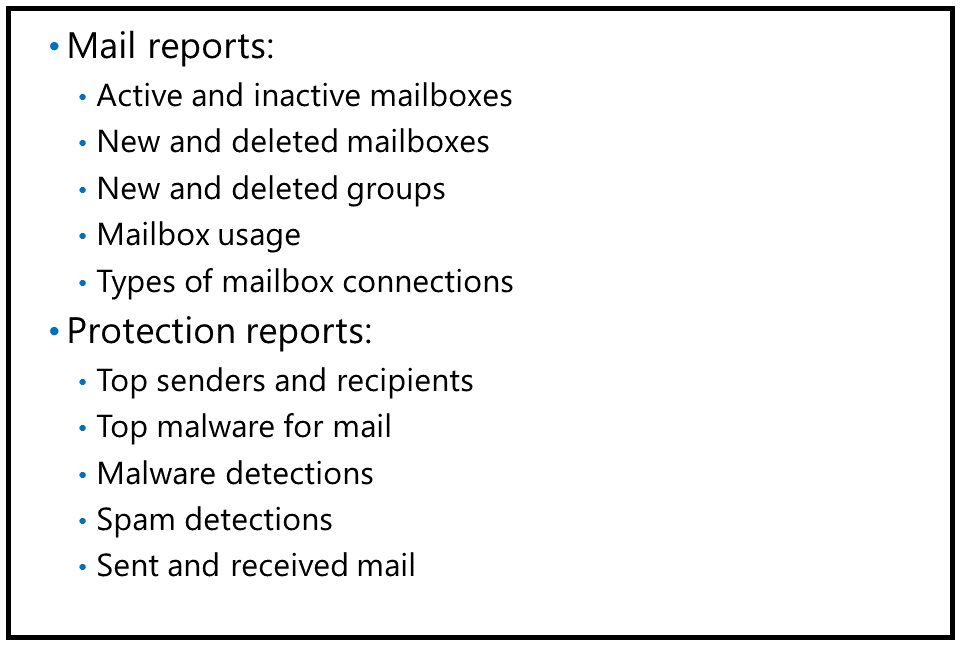 • Mail reports:
• Active and inactive mailboxes
• New and deleted mailboxes
• New and deleted groups
• Mailbox usage
• Types of mailbox connections
• Protection reports:
• Top senders and recipients
• Top malware for mail
• Malware detections
• Spam detections
• Sent and received mail